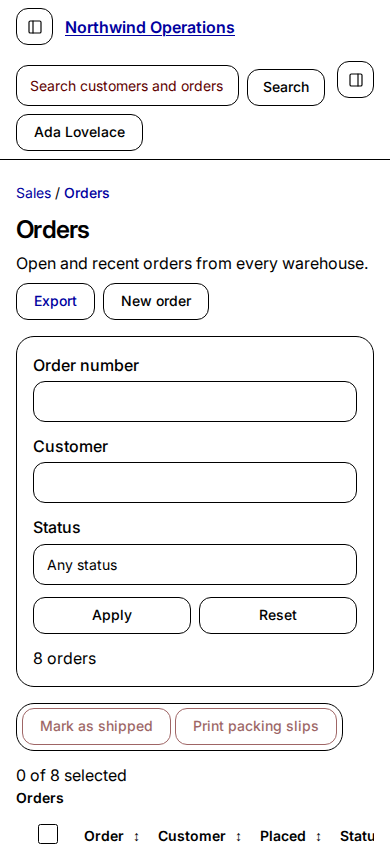 Northwind Operations
Search customers and orders
Search
Ada Lovelace
Sales / Orders
Orders
Open and recent orders from every warehouse.
Export
New order
Order number
Customer
Status
Any status
Apply
Reset
8 orders
Mark as shipped
Print packing slips
0 of 8 selected
Orders
Order ↕ Customer ↕ Placed ↕ Statu